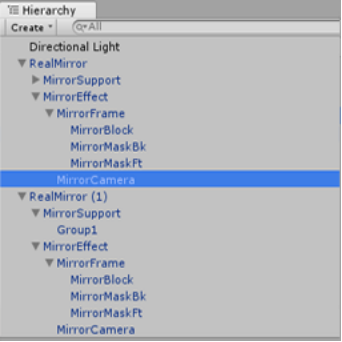 Hierarchy
Create All
Directional Light
RealMirror
MirrorSupport
MirrorEffect
MirrorFrame
MirrorBlock
MirrorMaskBk
MirrorMaskFt
MirrorCamera
RealMirror (1)
MirrorSupport
Group1
MirrorEffect
MirrorFrame
MirrorBlock
MirrorMaskBk
MirrorMaskFt
MirrorCamera